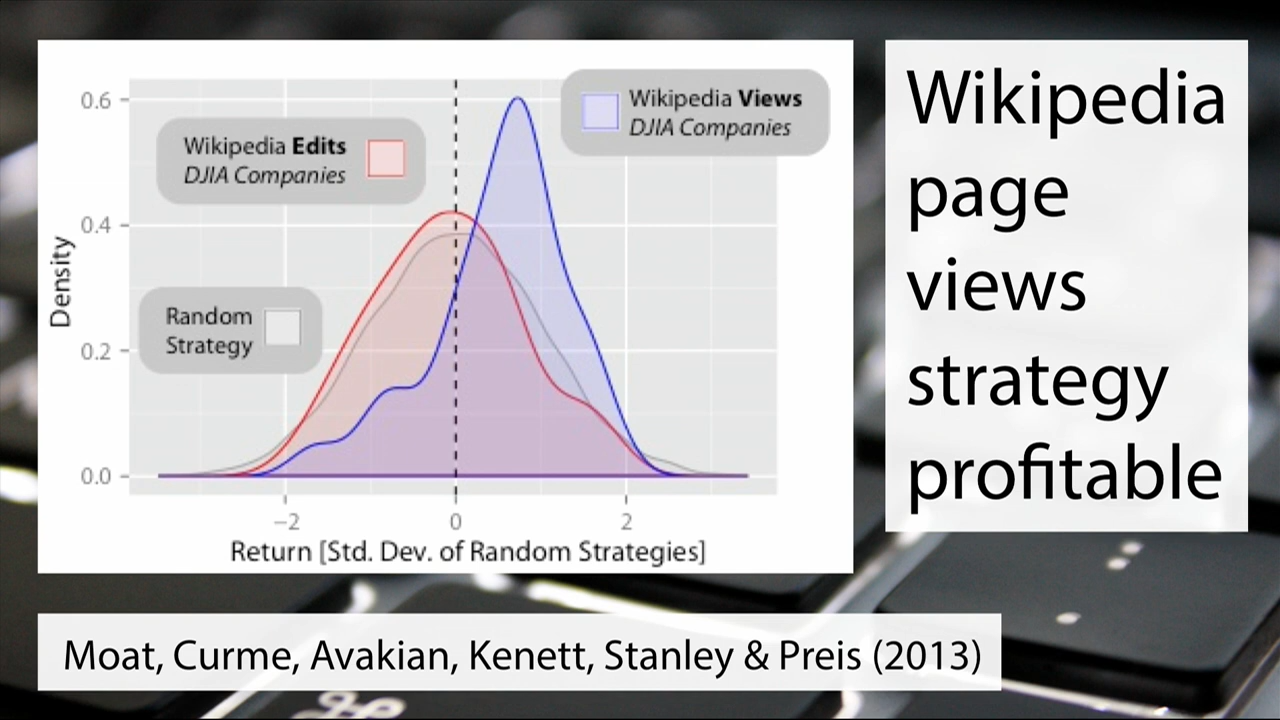 Wikipedia Edits
DJIA Companies
Wikipedia Views
DJIA Companies
Random
Strategy
Density
0.6
0.4
0.2
0.0
−2
0
2
Return [Std. Dev. of Random Strategies]
Wikipedia
page
views
strategy
profitable
Moat, Curme, Avakian, Kenett, Stanley & Preis (2013)